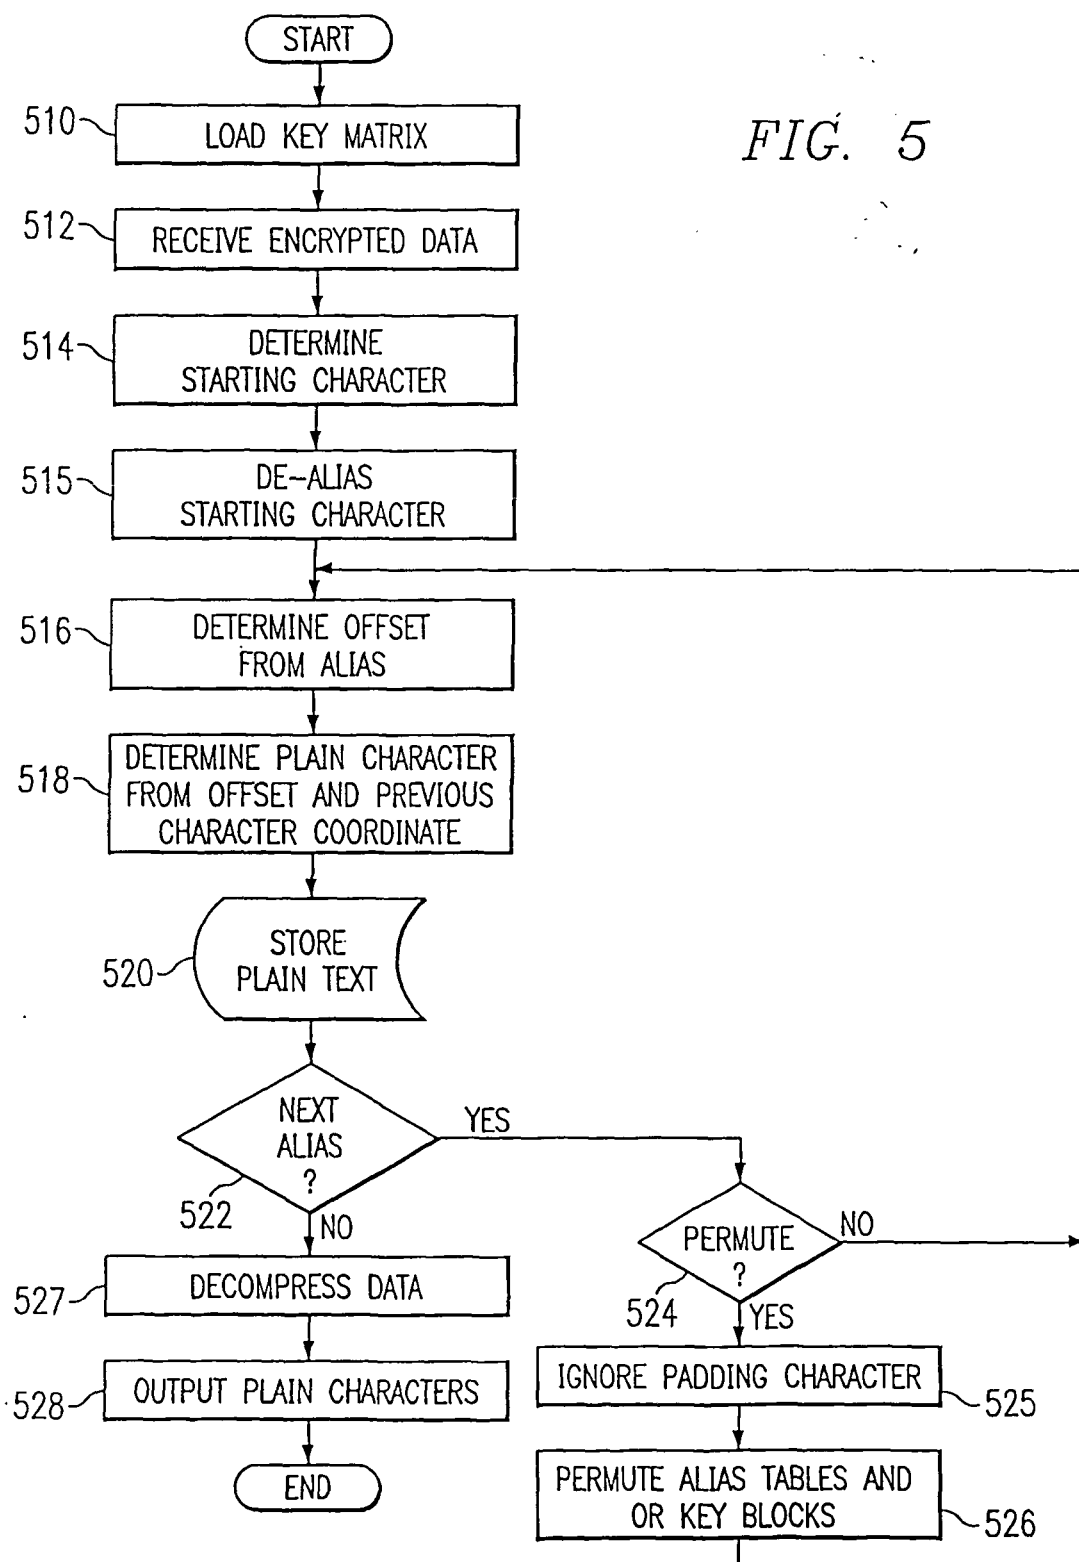 START
FIG. 5
510
LOAD KEY MATRIX
512
RECEIVE ENCRYPTED DATA
514
DETERMINE
STARTING CHARACTER
515
DE-ALIAS
STARTING CHARACTER
516
DETERMINE OFFSET
FROM ALIAS
518
DETERMINE PLAIN CHARACTER
FROM OFFSET AND PREVIOUS
CHARACTER COORDINATE
520
STORE
PLAIN TEXT
NEXT
ALIAS
?
522
YES
NO
PERMUTE
?
524
NO
YES
527
DECOMPRESS DATA
528
OUTPUT PLAIN CHARACTERS
END
IGNORE PADDING CHARACTER
525
PERMUTE ALIAS TABLES AND
OR KEY BLOCKS
526